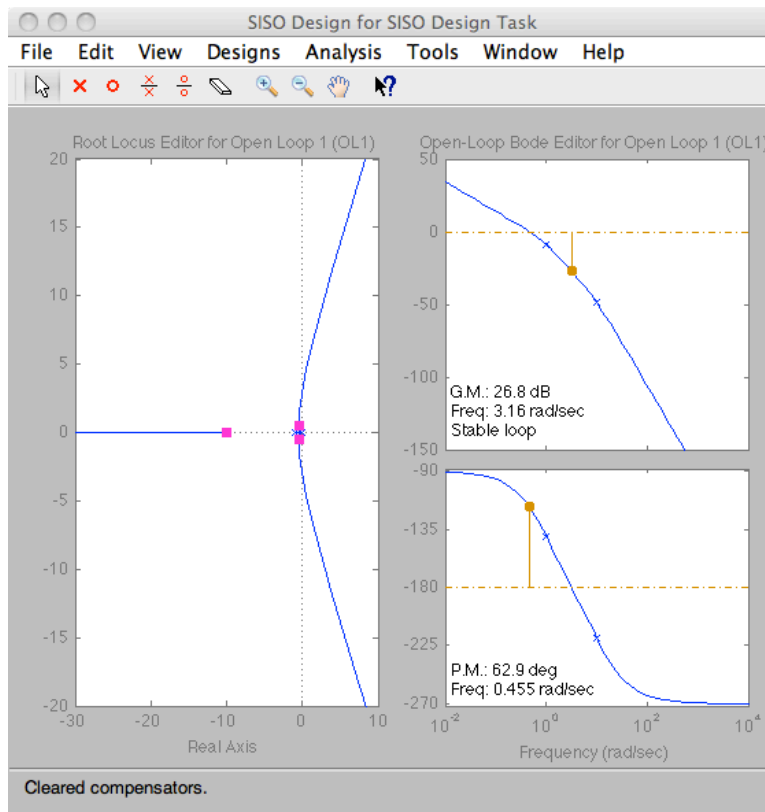 SISO Design for SISO Design Task
File Edit View Designs Analysis Tools Window Help
Root Locus Editor for Open Loop 1 (OL1)
20
15
10
5
0
-5
-10
-15
-20
-30 -20 -10 0 10
Real Axis
Open-Loop Bode Editor for Open Loop 1 (OL1)
50
0
-50
-100
-150
G.M.: 26.8 dB
Freq: 3.16 rad/sec
Stable loop
-90
-135
-180
-225
-270
P.M.: 62.9 deg
Freq: 0.455 rad/sec
10^-2 10^0 10^2 10^4
Frequency (rad/sec)
Cleared compensators.